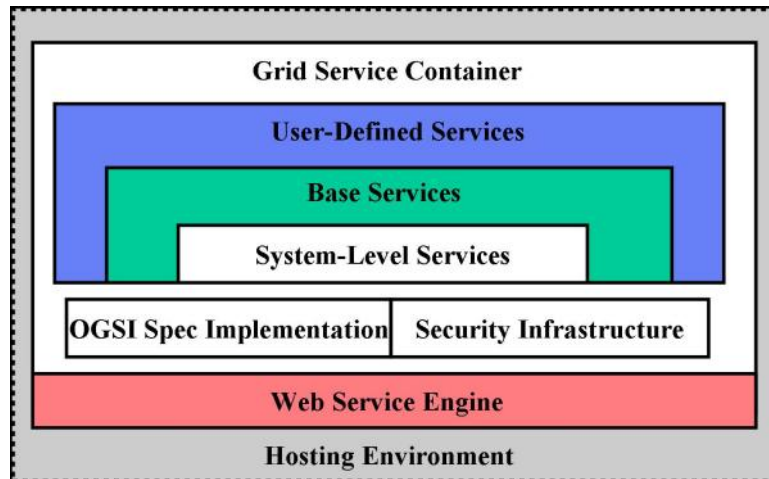 Grid Service Container
User-Defined Services
Base Services
System-Level Services
OGSI Spec Implementation
Security Infrastructure
Web Service Engine
Hosting Environment